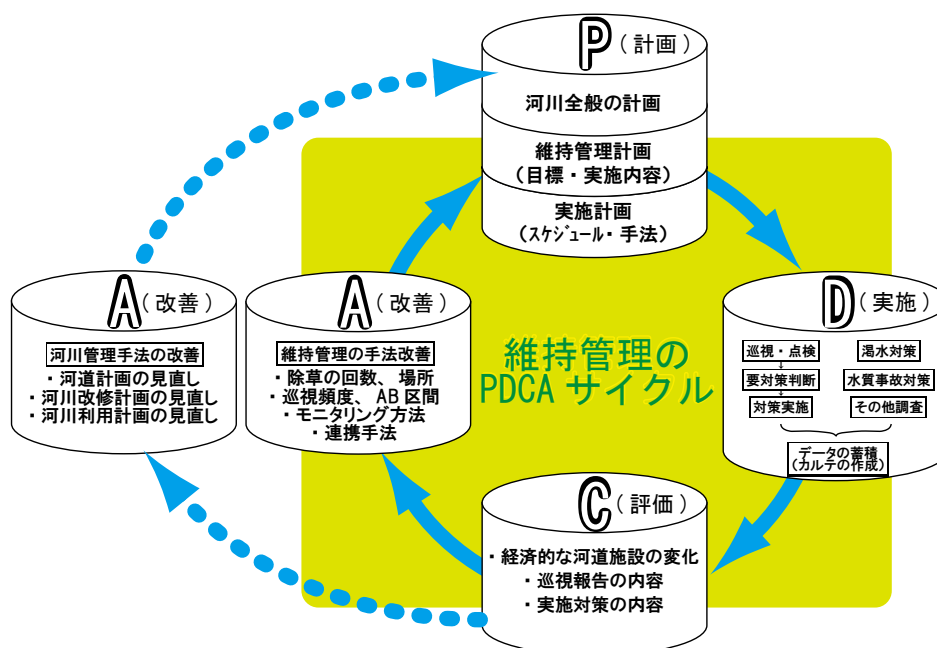 P（計画）
河川全般の計画
維持管理計画
（目標・実施内容）
実施計画
（ｽｹｼﾞｭｰﾙ・手法）
A（改善）
河川管理手法の改善
・河道計画の見直し
・河川改修計画の見直し
・河川利用計画の見直し
A（改善）
維持管理の手法改善
・除草の回数、場所
・巡視頻度、AB区間
・モニタリング方法
・連携手法
維持管理の
PDCAサイクル
D（実施）
巡視・点検
要対策判断
対策実施
渇水対策
水質事故対策
その他調査
データの蓄積
（カルテの作成）
C（評価）
・経済的な河道施設の変化
・巡視報告の内容
・実施対策の内容